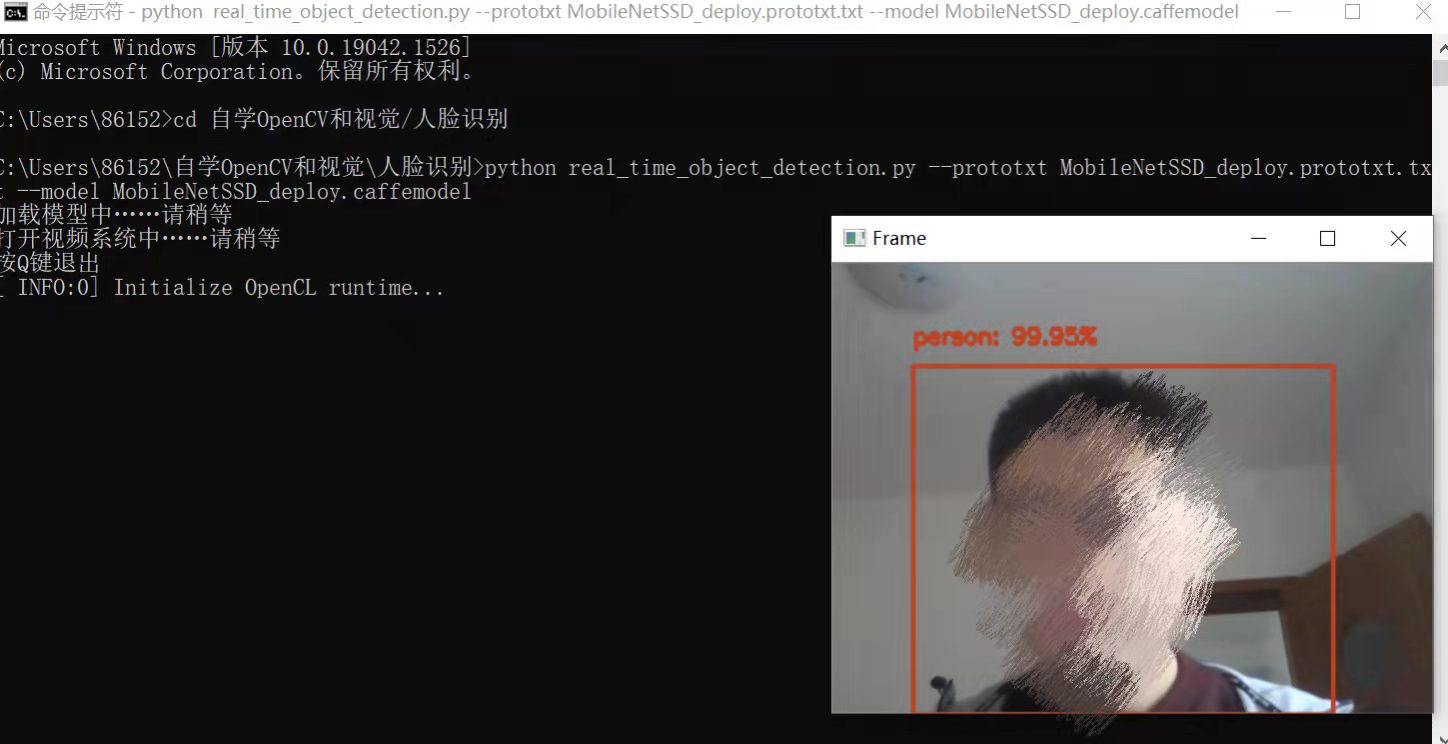 命令提示符 - python  real_time_object_detection.py --prototxt MobileNetSSD_deploy.prototxt.txt --model MobileNetSSD_deploy.caffemodel
Microsoft Windows [版本 10.0.19042.1526]
(c) Microsoft Corporation。保留所有权利。
C:\Users\86152>cd 自学OpenCV和视觉/人脸识别
C:\Users\86152\自学OpenCV和视觉\人脸识别>python real_time_object_detection.py --prototxt MobileNetSSD_deploy.prototxt.tx
t --model MobileNetSSD_deploy.caffemodel
加载模型中……请稍等
打开视频系统中……请稍等
按Q键退出
[ INFO:0] Initialize OpenCL runtime...
Frame
person: 99.95%